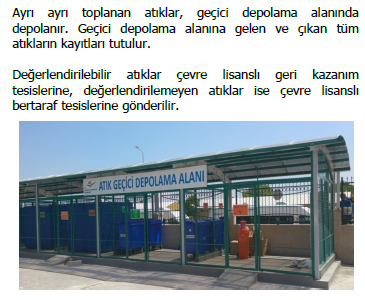 Ayrı ayrı toplanan atıklar, geçici depolama alanında
depolanır. Geçici depolama alanına gelen ve çıkan tüm
atıkların kayıtları tutulur.
Değerlendirilebilir atıklar çevre lisanslı geri kazanım
tesislerine, değerlendirilemeyen atıklar ise çevre lisanslı
bertaraf tesislerine gönderilir.
ATIK GEÇİCİ DEPOLAMA ALANI